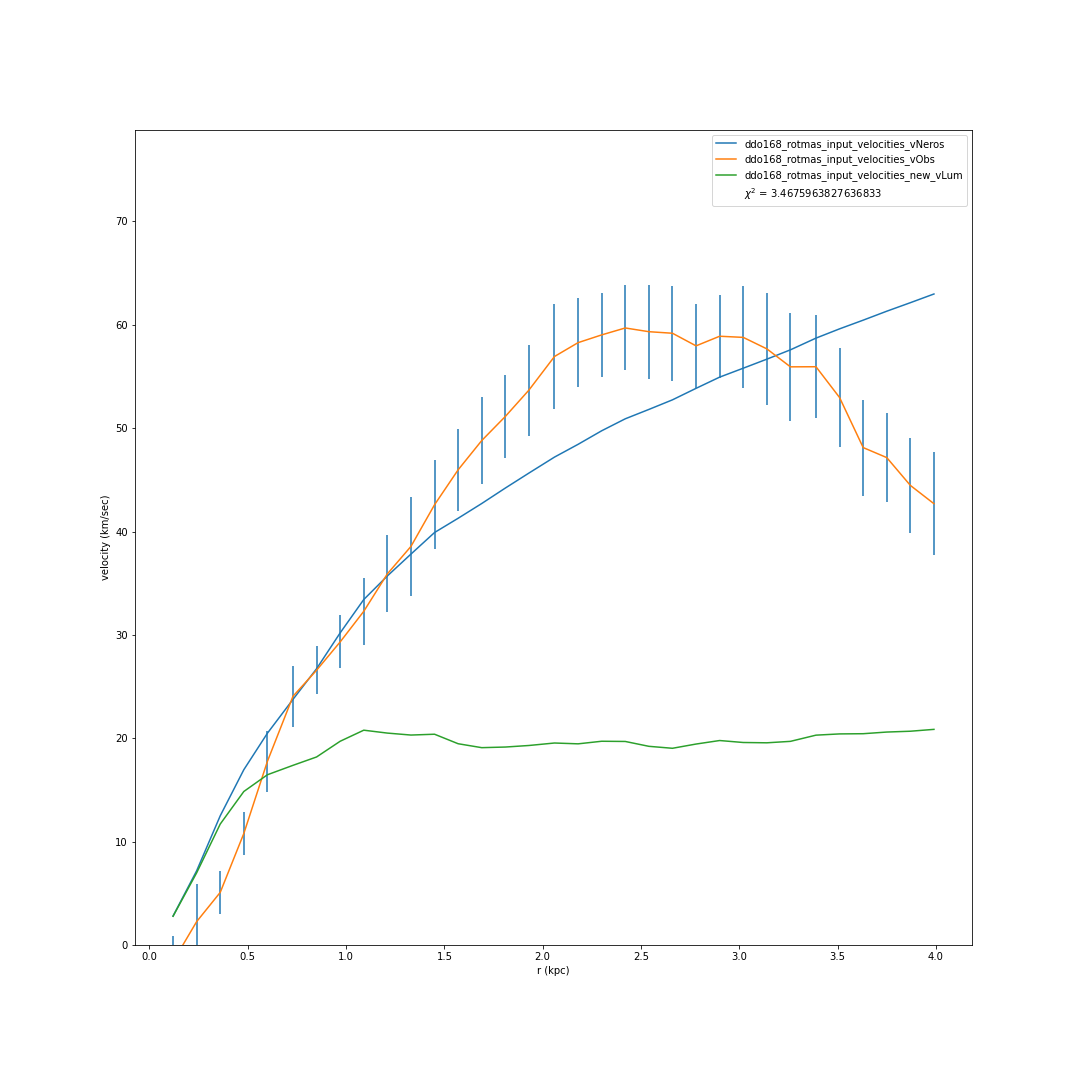 ddo168_rotmas_input_velocities_vNeros
ddo168_rotmas_input_velocities_vObs
ddo168_rotmas_input_velocities_new_vLum
χ² = 3.4675963827636833
70
60
50
40
30
20
10
0
velocity (km/sec)
0.0 0.5 1.0 1.5 2.0 2.5 3.0 3.5 4.0
r (kpc)